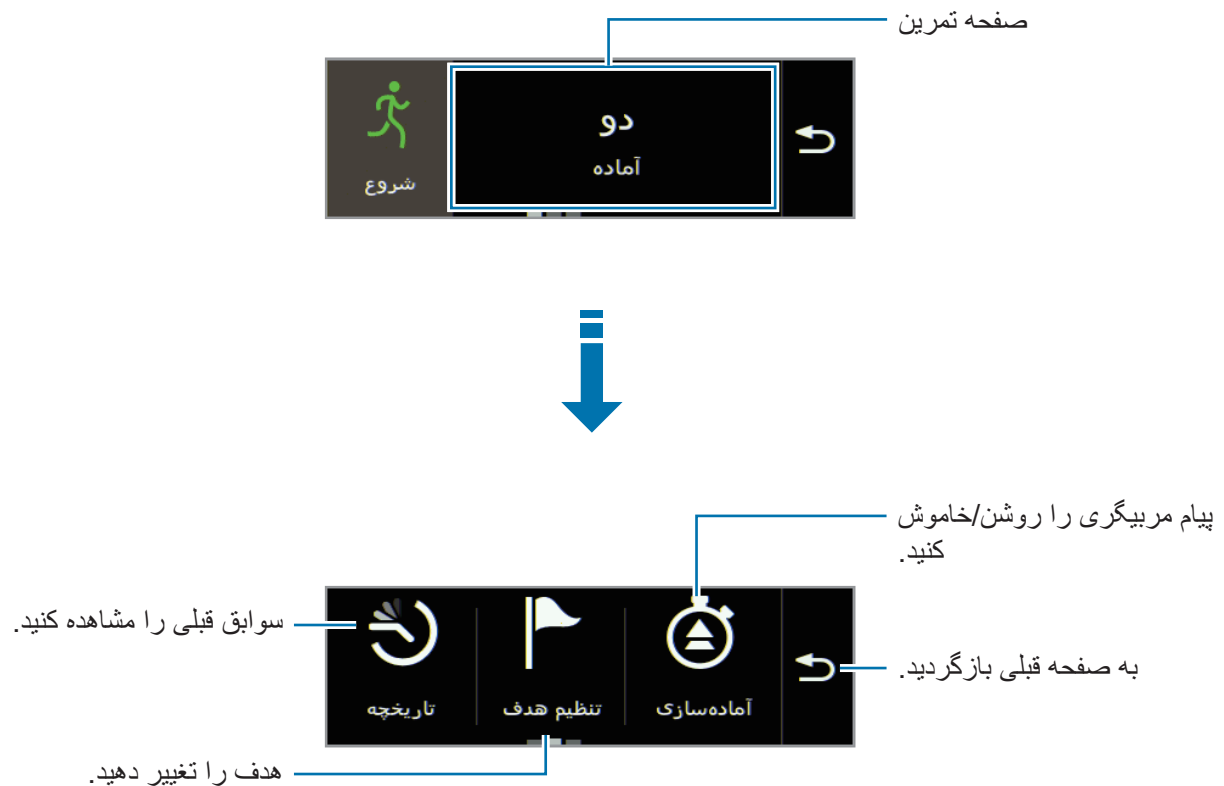 صفحه تمرین
دو
آماده
شروع
پیام مربیگری را روشن/خاموش
کنید.
سوابق قبلی را مشاهده کنید.
به صفحه قبلی بازگردید.
آماده‌سازی
تنظیم هدف
تاریخچه
هدف را تغییر دهید.